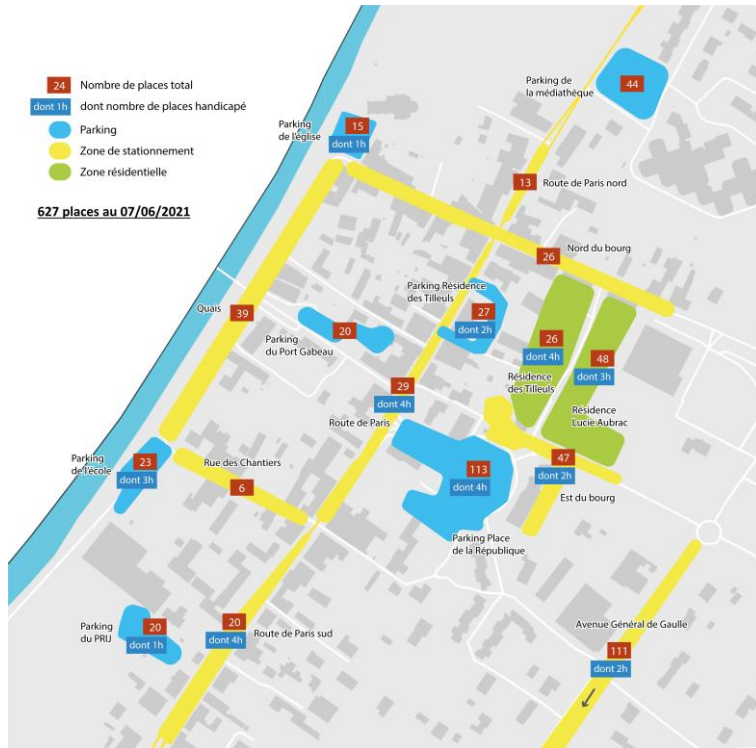 24 Nombre de places total
dont 1h dont nombre de places handicapé
Parking
Zone de stationnement
Zone résidentielle
627 places au 07/06/2021
Parking de
la médiathèque
44
Parking
de l'église
15
dont 1h
13
Route de Paris nord
Nord du bourg
26
Quais
39
Parking Résidence
des Tilleuls
27
dont 2h
20
Parking
du Port Gabeau
26
dont 4h
Résidence
des Tilleuls
48
dont 3h
Résidence
Lucie Aubrac
29
dont 4h
Route de Paris
Parking
de l'école
23
dont 3h
Rue des Chantiers
6
113
dont 4h
Parking Place
de la République
47
dont 2h
Est du bourg
Parking
du PRIJ
20
dont 1h
20
dont 4h
Route de Paris sud
Avenue Général de Gaulle
111
dont 2h